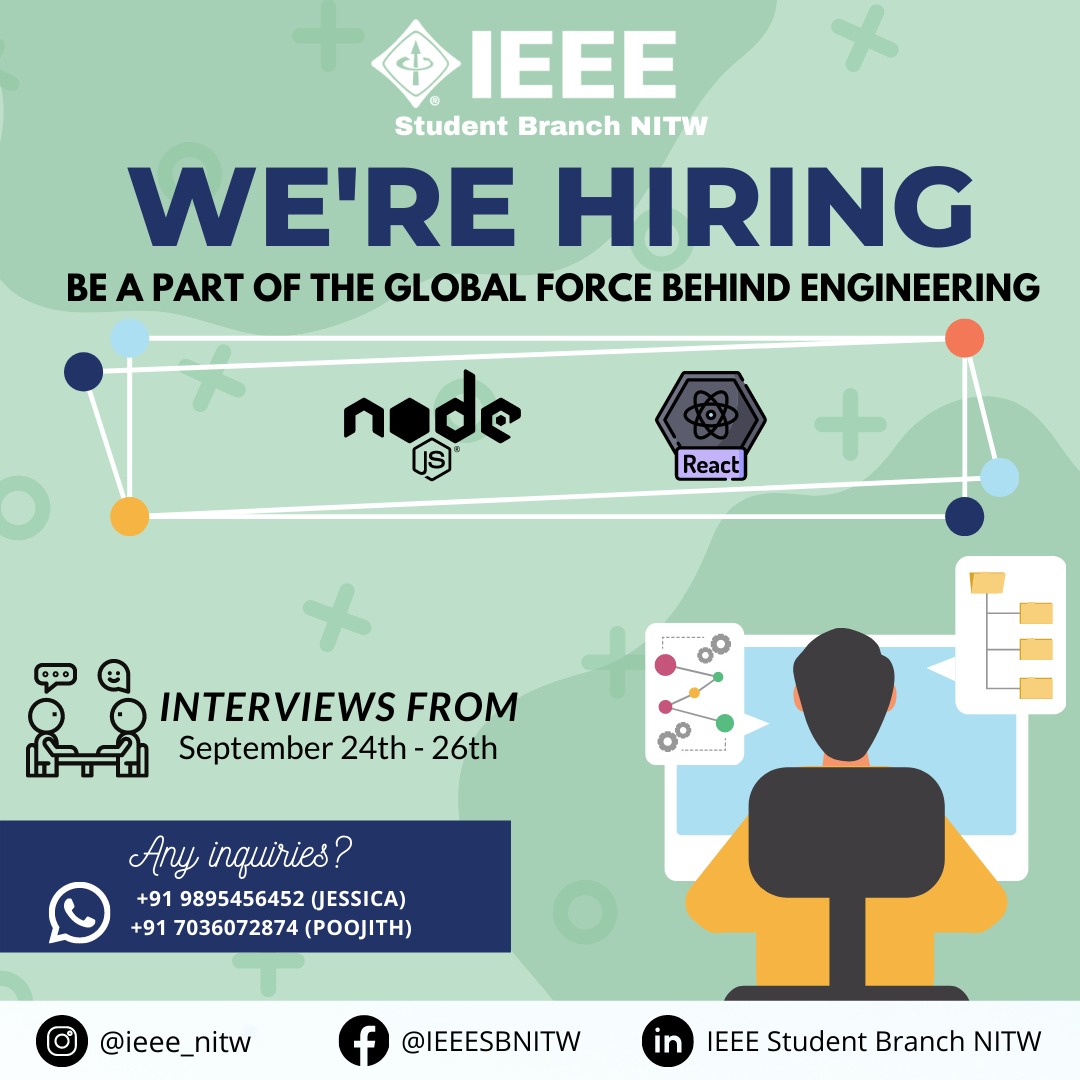 IEEE
®
Student Branch NITW
WE'RE HIRING
BE A PART OF THE GLOBAL FORCE BEHIND ENGINEERING
node
JS ®
React
INTERVIEWS FROM
September 24th - 26th
Any inquiries?
+91 9895456452 (JESSICA)
+91 7036072874 (POOJITH)
@ieee_nitw
@IEEESBNITW
in
IEEE Student Branch NITW